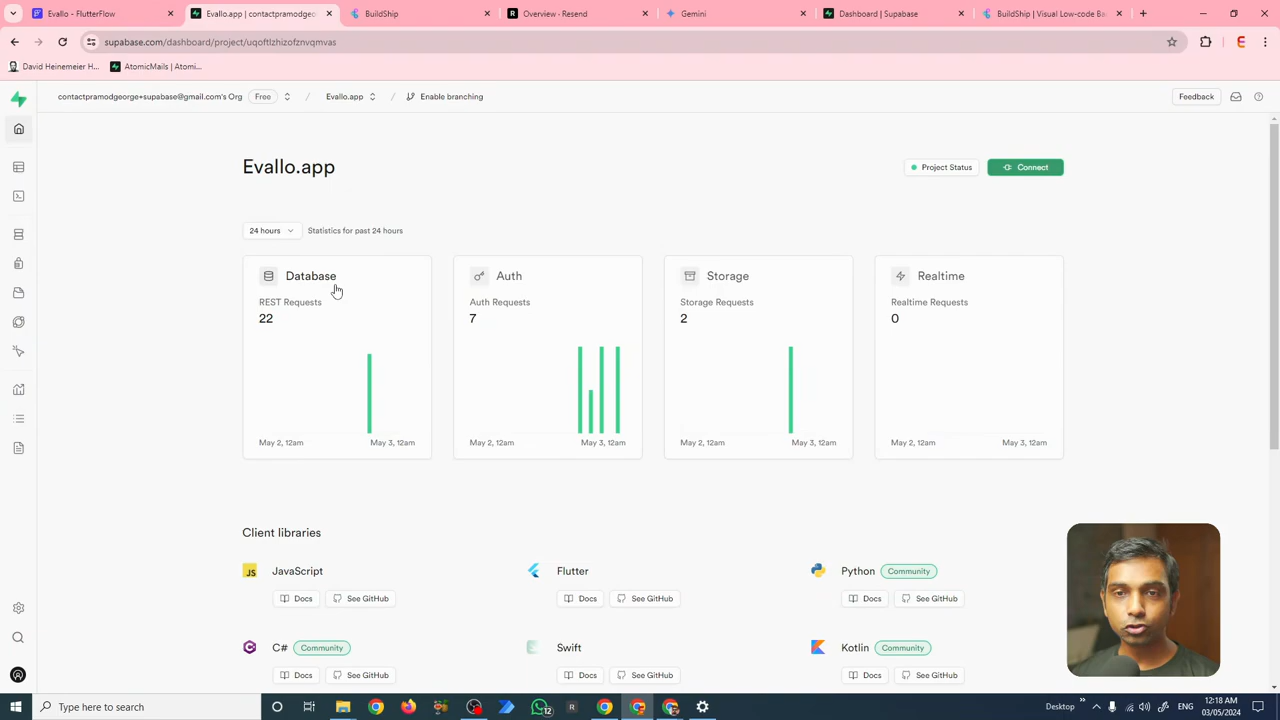 Evallo - FlutterFlow
Evallo.app | contactpramodgeorge
BuildShip
Overview - Resend
Gemini
Dashboard | Supabase
BuildShip | Visual Low-code Ba
supabase.com/dashboard/project/uqoftlzhizofznvqmvas
David Heinemeier H...
AtomicMails | Atomi...
contactpramodgeorge+supabase@gmail.com's Org
Free
/
Evallo.app
/
Enable branching
Feedback
Evallo.app
Project Status
Connect
24 hours
Statistics for past 24 hours
Database
REST Requests
22
May 2, 12am
May 3, 12am
Auth
Auth Requests
7
May 2, 12am
May 3, 12am
Storage
Storage Requests
2
May 2, 12am
May 3, 12am
Realtime
Realtime Requests
0
May 2, 12am
May 3, 12am
Client libraries
JS
JavaScript
Docs
See GitHub
Flutter
Docs
See GitHub
Python
Community
Docs
See GitHub
C#
Community
Docs
See GitHub
Swift
Docs
See GitHub
Kotlin
Community
Docs
See GitHub
Type here to search
12
Desktop
ENG
12:18 AM
03/05/2024